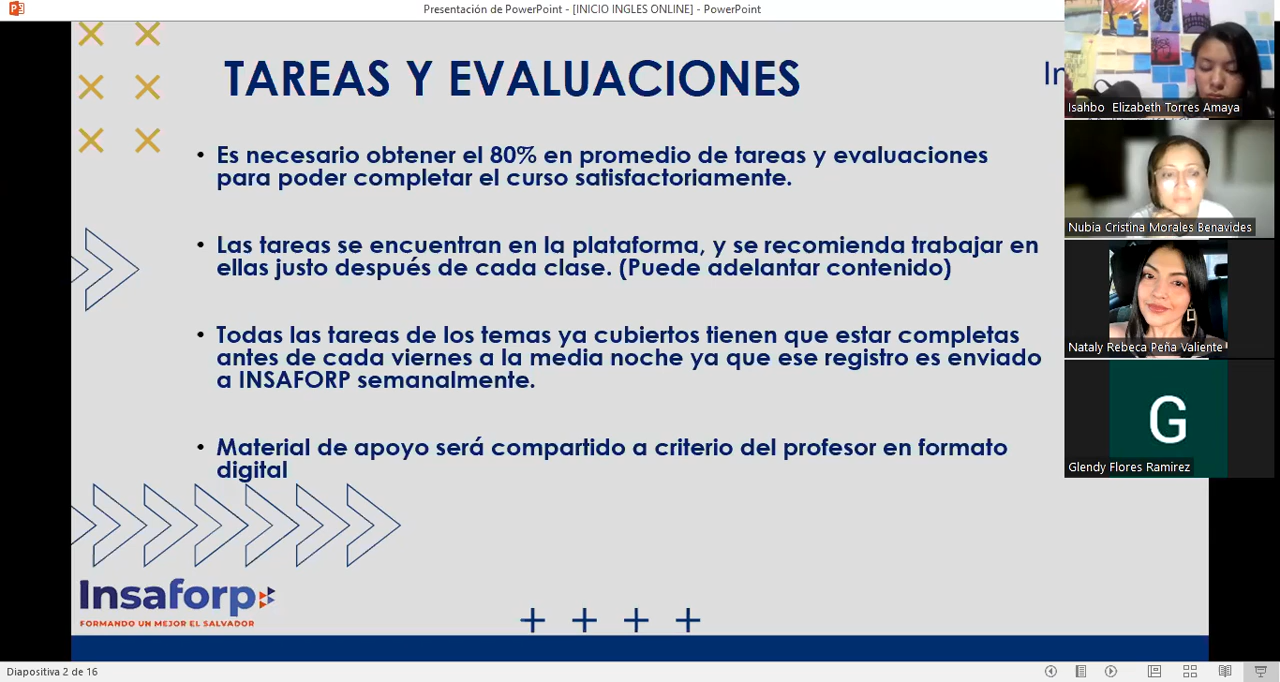 Presentación de PowerPoint - [INICIO INGLES ONLINE] - PowerPoint
TAREAS Y EVALUACIONES
In
• Es necesario obtener el 80% en promedio de tareas y evaluaciones
para poder completar el curso satisfactoriamente.
• Las tareas se encuentran en la plataforma, y se recomienda trabajar en
ellas justo después de cada clase. (Puede adelantar contenido)
• Todas las tareas de los temas ya cubiertos tienen que estar completas
antes de cada viernes a la media noche ya que ese registro es enviado
a INSAFORP semanalmente.
• Material de apoyo será compartido a criterio del profesor en formato
digital
Insaforp
FORMANDO UN MEJOR EL SALVADOR
Isahbo Elizabeth Torres Amaya
Nubia Cristina Morales Benavides
Nataly Rebeca Peña Valiente
G
Glendy Flores Ramirez
Diapositiva 2 de 16